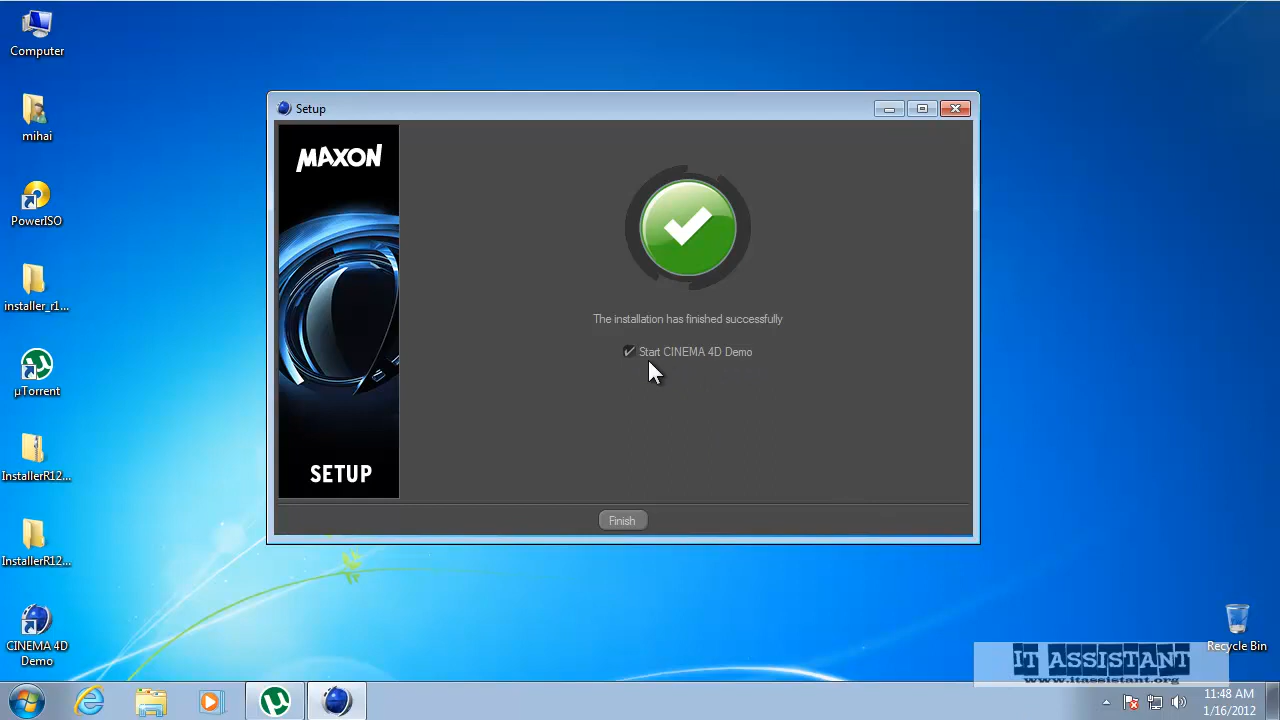 Computer
mihai
PowerISO
installer_r1...
µTorrent
InstallerR12...
InstallerR12...
CINEMA 4D
Demo
Setup
MAXON
SETUP
The installation has finished successfully
Start CINEMA 4D Demo
Finish
Recycle Bin
IT ASSISTANT
www.itassistant.org
11:48 AM
1/16/2012